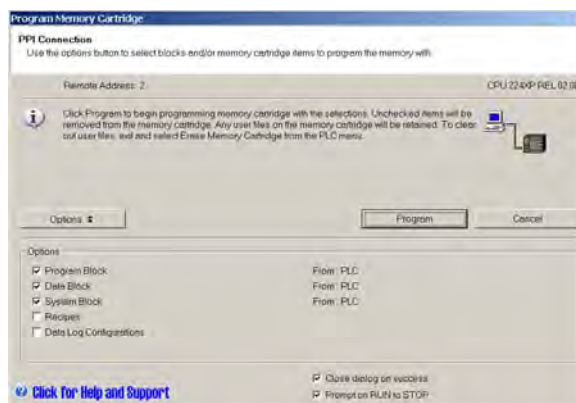 Program Memory Cartridge
PPI Connection
Use the options button to select blocks and/or memory cartridge items to program the memory with.
Remote Address: 2
CPU 224XP REL 02.00
Click Program to begin programming memory cartridge with the selections. Unchecked items will be
removed from the memory cartridge. Any user files on the memory cartridge will be retained. To clear
out user files, exit and select Erase Memory Cartridge from the PLC menu.
Options
Program
Cancel
Options
Program Block From: PLC
Data Block From: PLC
System Block From: PLC
Recipes
Data Log Configurations
Close dialog on success
Click for Help and Support
Prompt on RUN to STOP